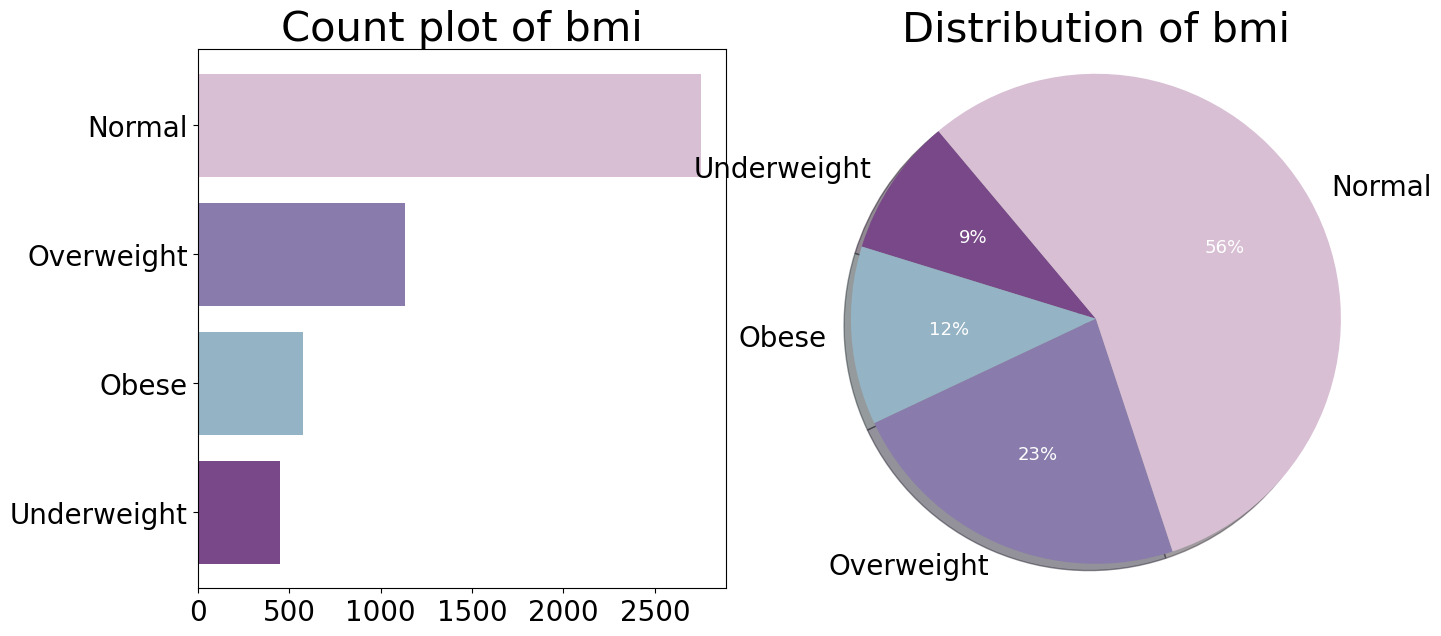 Count plot of bmi
Normal
Overweight
Obese
Underweight
0 500 1000 1500 2000 2500
Distribution of bmi
Underweight
Normal
9%
56%
12%
Obese
23%
Overweight